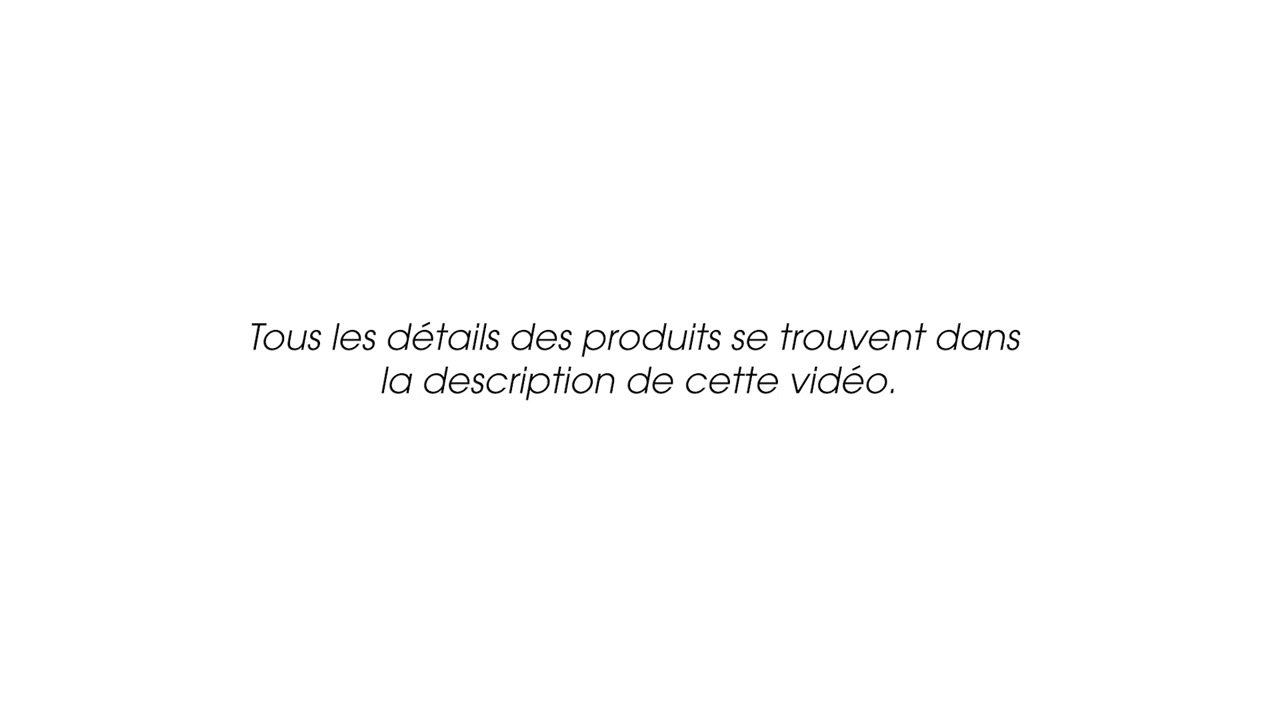 Tous les détails des produits se trouvent dans
la description de cette vidéo.